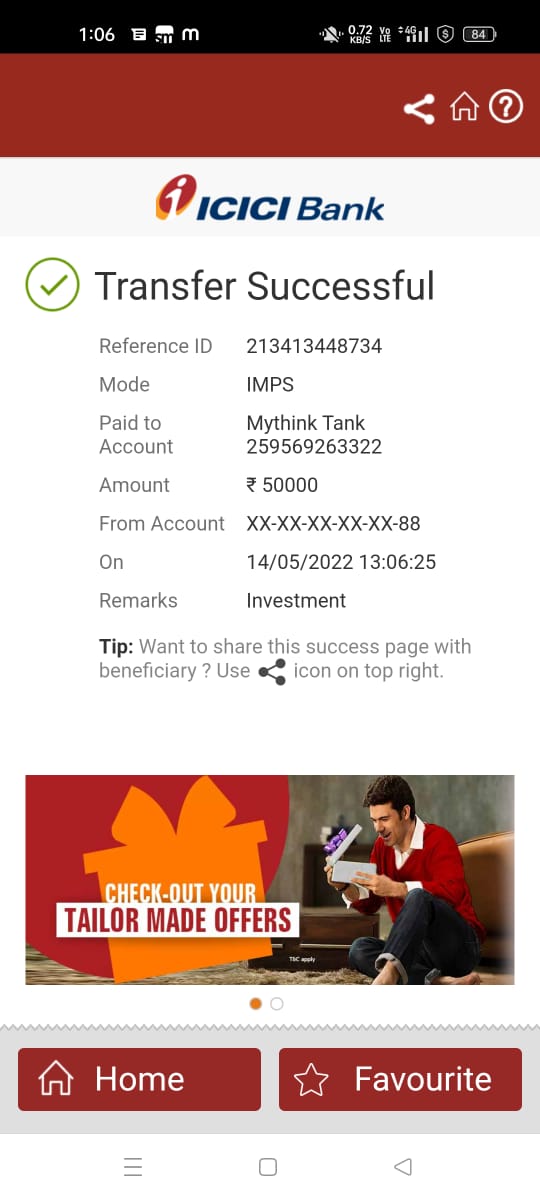 1:06 m 0.72 KB/S Vo LTE 4G 84
ICICI Bank
Transfer Successful
Reference ID 213413448734
Mode IMPS
Paid to Mythink Tank
Account 259569263322
Amount ₹ 50000
From Account XX-XX-XX-XX-XX-88
On 14/05/2022 13:06:25
Remarks Investment
Tip: Want to share this success page with
beneficiary ? Use icon on top right.
CHECK-OUT YOUR
TAILOR MADE OFFERS
T&C apply
Home Favourite